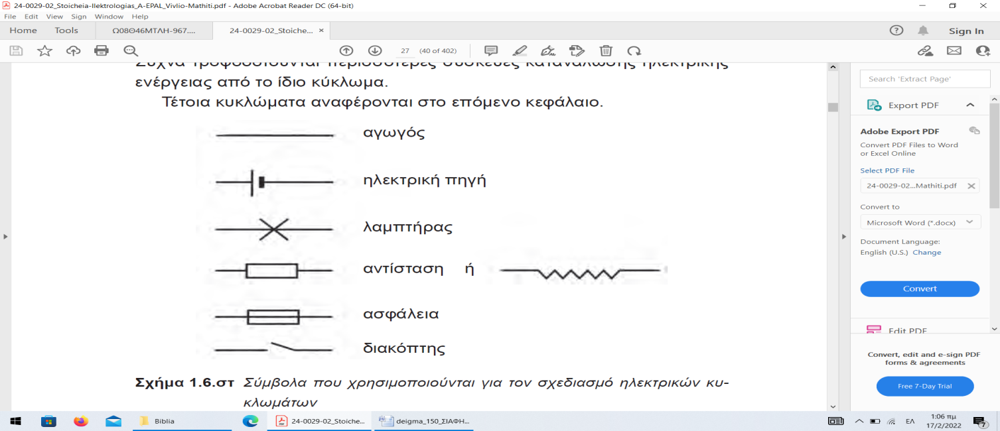 24-0029-02_Stoicheia-Ilektrologias_A-EPAL_Vivlio-Mathiti.pdf - Adobe Acrobat Reader DC (64-bit)
File Edit View Sign Window Help
Home Tools Ω08Θ46ΜΤΛΗ-967.... 24-0029-02_Stoiche... × Sign In
27 (40 of 402)
Συχνά τροφοδοτούνται περισσότερες συσκευές κατανάλωσης ηλεκτρικής
ενέργειας από το ίδιο κύκλωμα.
Τέτοια κυκλώματα αναφέρονται στο επόμενο κεφάλαιο.
αγωγός
ηλεκτρική πηγή
λαμπτήρας
αντίσταση ή
ασφάλεια
διακόπτης
Σχήμα 1.6.στ Σύμβολα που χρησιμοποιούνται για τον σχεδιασμό ηλεκτρικών κυ-
κλωμάτων
Search 'Extract Page'
Export PDF
Adobe Export PDF
Convert PDF Files to Word
or Excel Online
Select PDF File
24-0029-02...Mathiti.pdf
Convert to
Microsoft Word (*.docx)
Document Language:
English (U.S.) Change
Convert
Edit PDF
Convert, edit and e-sign PDF
forms & agreements
Free 7-Day Trial
Biblia 24-0029-02_Stoiche... deigma_150_ΣΙΑΦΗ... ΕΛ 1:06 πμ
17/2/2022 7